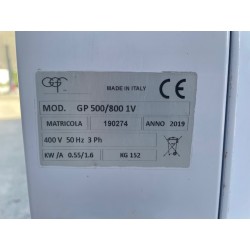 GGF MADE IN ITALY CE
MOD. GP 500/800 1V
MATRICOLA 190274 ANNO 2019
400 V 50 Hz 3 Ph
KW /A 0.55/1.6 KG 152